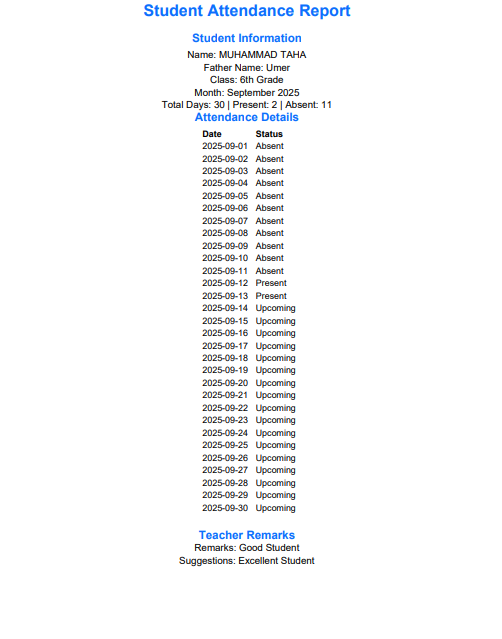 Student Attendance Report
Student Information
Name: MUHAMMAD TAHA
Father Name: Umer
Class: 6th Grade
Month: September 2025
Total Days: 30 | Present: 2 | Absent: 11
Attendance Details
Date Status
2025-09-01 Absent
2025-09-02 Absent
2025-09-03 Absent
2025-09-04 Absent
2025-09-05 Absent
2025-09-06 Absent
2025-09-07 Absent
2025-09-08 Absent
2025-09-09 Absent
2025-09-10 Absent
2025-09-11 Absent
2025-09-12 Present
2025-09-13 Present
2025-09-14 Upcoming
2025-09-15 Upcoming
2025-09-16 Upcoming
2025-09-17 Upcoming
2025-09-18 Upcoming
2025-09-19 Upcoming
2025-09-20 Upcoming
2025-09-21 Upcoming
2025-09-22 Upcoming
2025-09-23 Upcoming
2025-09-24 Upcoming
2025-09-25 Upcoming
2025-09-26 Upcoming
2025-09-27 Upcoming
2025-09-28 Upcoming
2025-09-29 Upcoming
2025-09-30 Upcoming
Teacher Remarks
Remarks: Good Student
Suggestions: Excellent Student